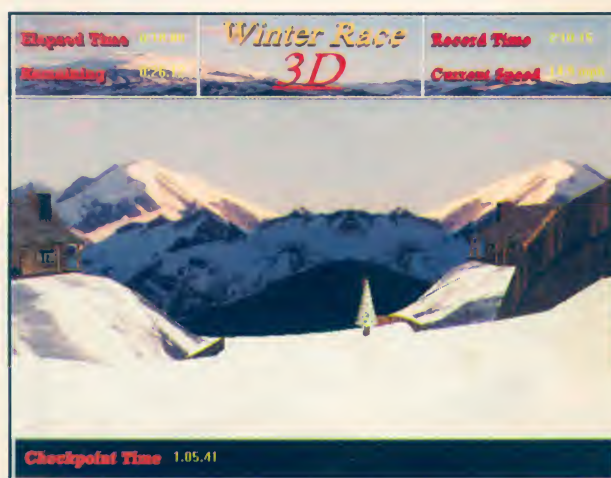 Elapsed Time
Remaining
Winter Race
3D
Record Time
Current Speed
Checkpoint Time 1.05.41